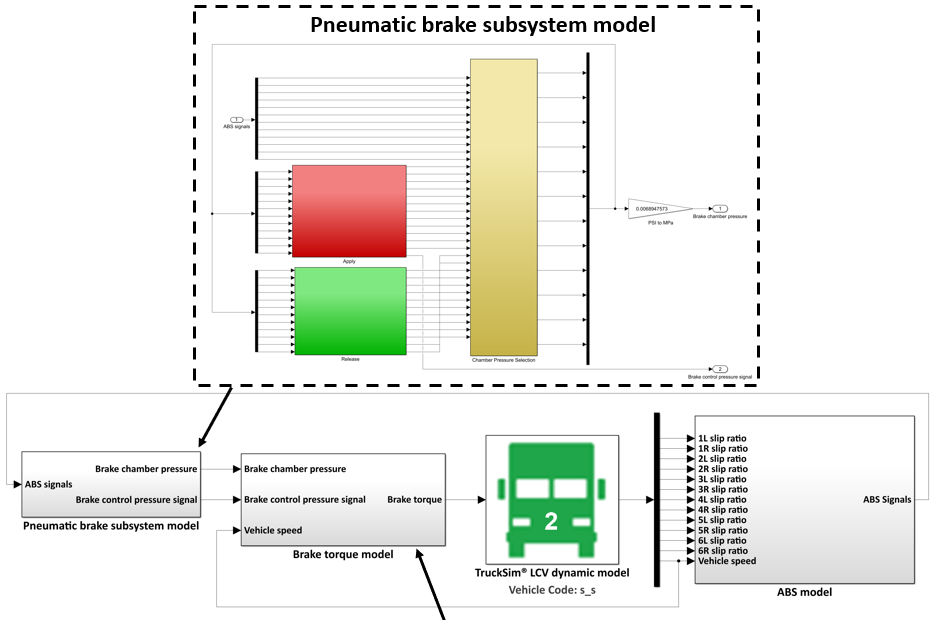 Pneumatic brake subsystem model
1
ABS signals
Apply
Release
Chamber Pressure Selection
0.0068947573
PSI to MPa
1
Brake chamber pressure
2
Brake control pressure signal
ABS signals
Brake chamber pressure
Brake control pressure signal
Pneumatic brake subsystem model
Brake chamber pressure
Brake control pressure signal
Vehicle speed
Brake torque
Brake torque model
2
TruckSim® LCV dynamic model
Vehicle Code: s_s
1L slip ratio
1R slip ratio
2L slip ratio
2R slip ratio
3L slip ratio
3R slip ratio
4L slip ratio
4R slip ratio
5L slip ratio
5R slip ratio
6L slip ratio
6R slip ratio
Vehicle speed
ABS Signals
ABS model